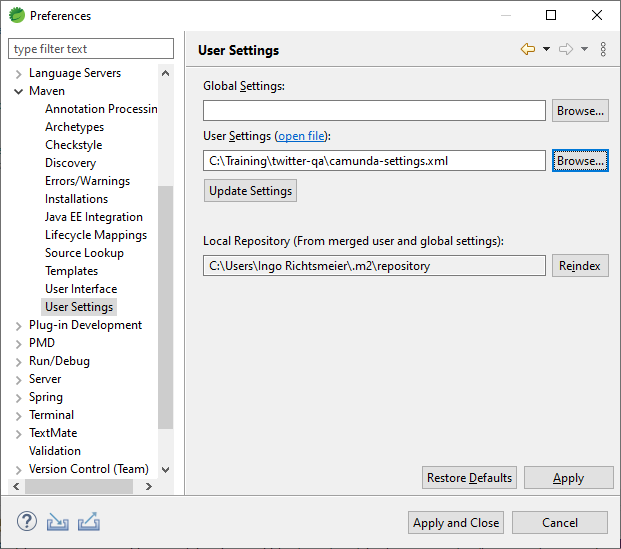 Preferences
type filter text
Language Servers
Maven
Annotation Processin
Archetypes
Checkstyle
Discovery
Errors/Warnings
Installations
Java EE Integration
Lifecycle Mappings
Source Lookup
Templates
User Interface
User Settings
Plug-in Development
PMD
Run/Debug
Server
Spring
Terminal
TextMate
Validation
Version Control (Team)
User Settings
Global Settings:
Browse...
User Settings (open file):
C:\Training\twitter-qa\camunda-settings.xml
Browse...
Update Settings
Local Repository (From merged user and global settings):
C:\Users\Ingo Richtsmeier\.m2\repository
Reindex
Restore Defaults
Apply
?
Apply and Close
Cancel